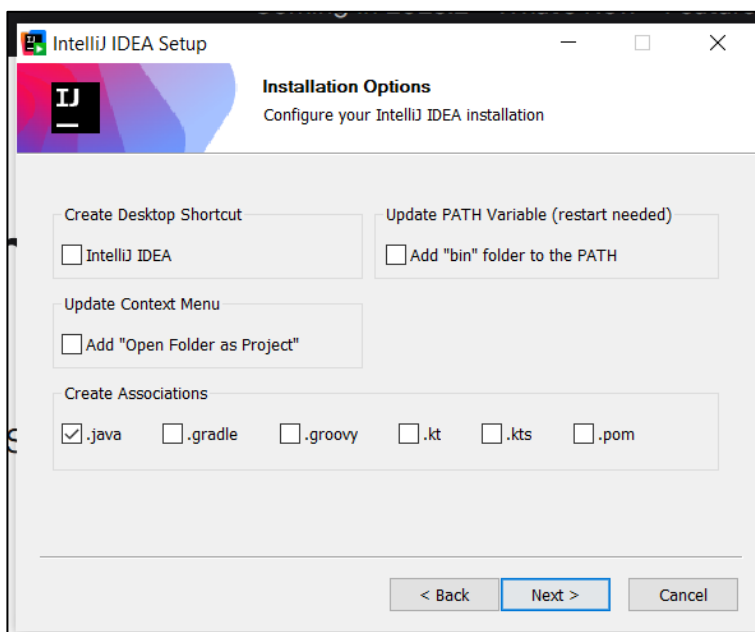 IntelliJ IDEA Setup
IJ
Installation Options
Configure your IntelliJ IDEA installation
Create Desktop Shortcut
IntelliJ IDEA
Update PATH Variable (restart needed)
Add "bin" folder to the PATH
Update Context Menu
Add "Open Folder as Project"
Create Associations
.java .gradle .groovy .kt .kts .pom
< Back Next > Cancel